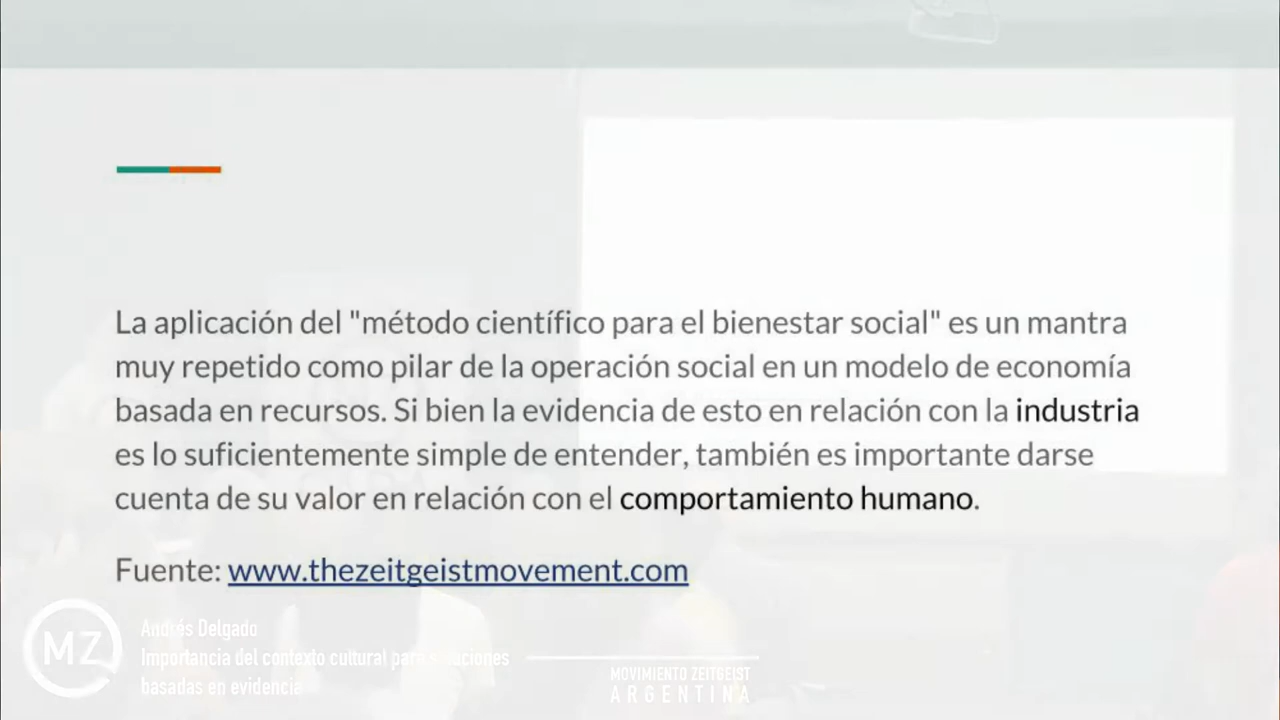 La aplicación del "método científico para el bienestar social" es un mantra
muy repetido como pilar de la operación social en un modelo de economía
basada en recursos. Si bien la evidencia de esto en relación con la industria
es lo suficientemente simple de entender, también es importante darse
cuenta de su valor en relación con el comportamiento humano.
Fuente: www.thezeitgeistmovement.com
MZ
Andrés Delgado
Importancia del contexto cultural para
basadas en evidencia
MOVIMIENTO ZEITGEIST
ARGENTINA